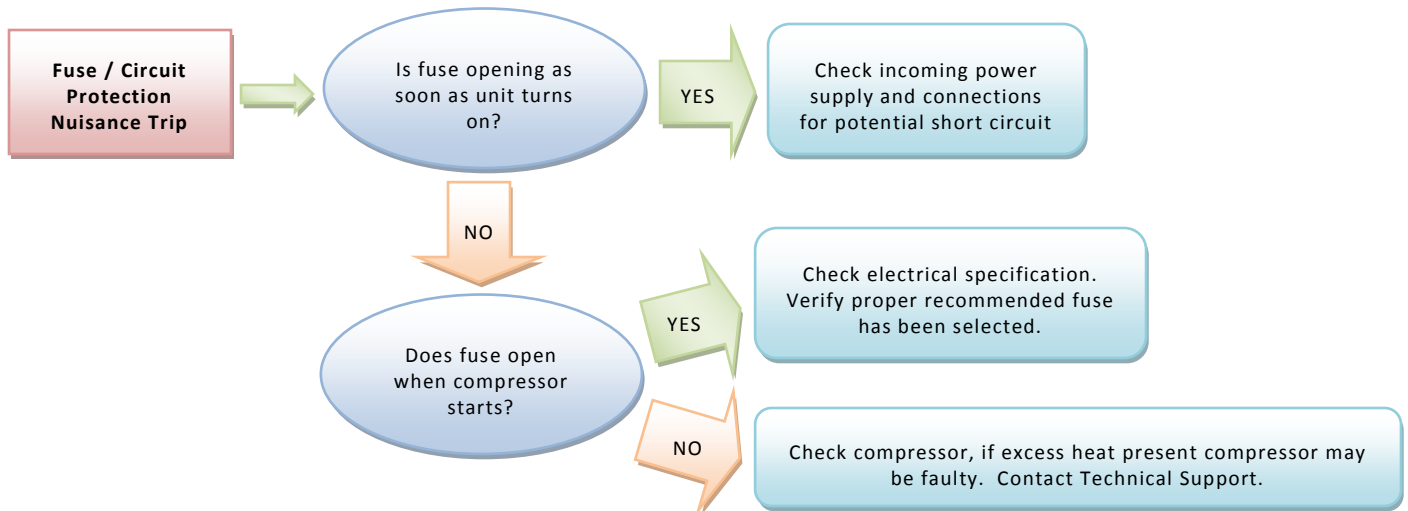 Fuse / Circuit
Protection
Nuisance Trip
Is fuse opening as
soon as unit turns
on?
YES
Check incoming power
supply and connections
for potential short circuit
NO
Does fuse open
when compressor
starts?
YES
Check electrical specification.
Verify proper recommended fuse
has been selected.
NO
Check compressor, if excess heat present compressor may
be faulty. Contact Technical Support.